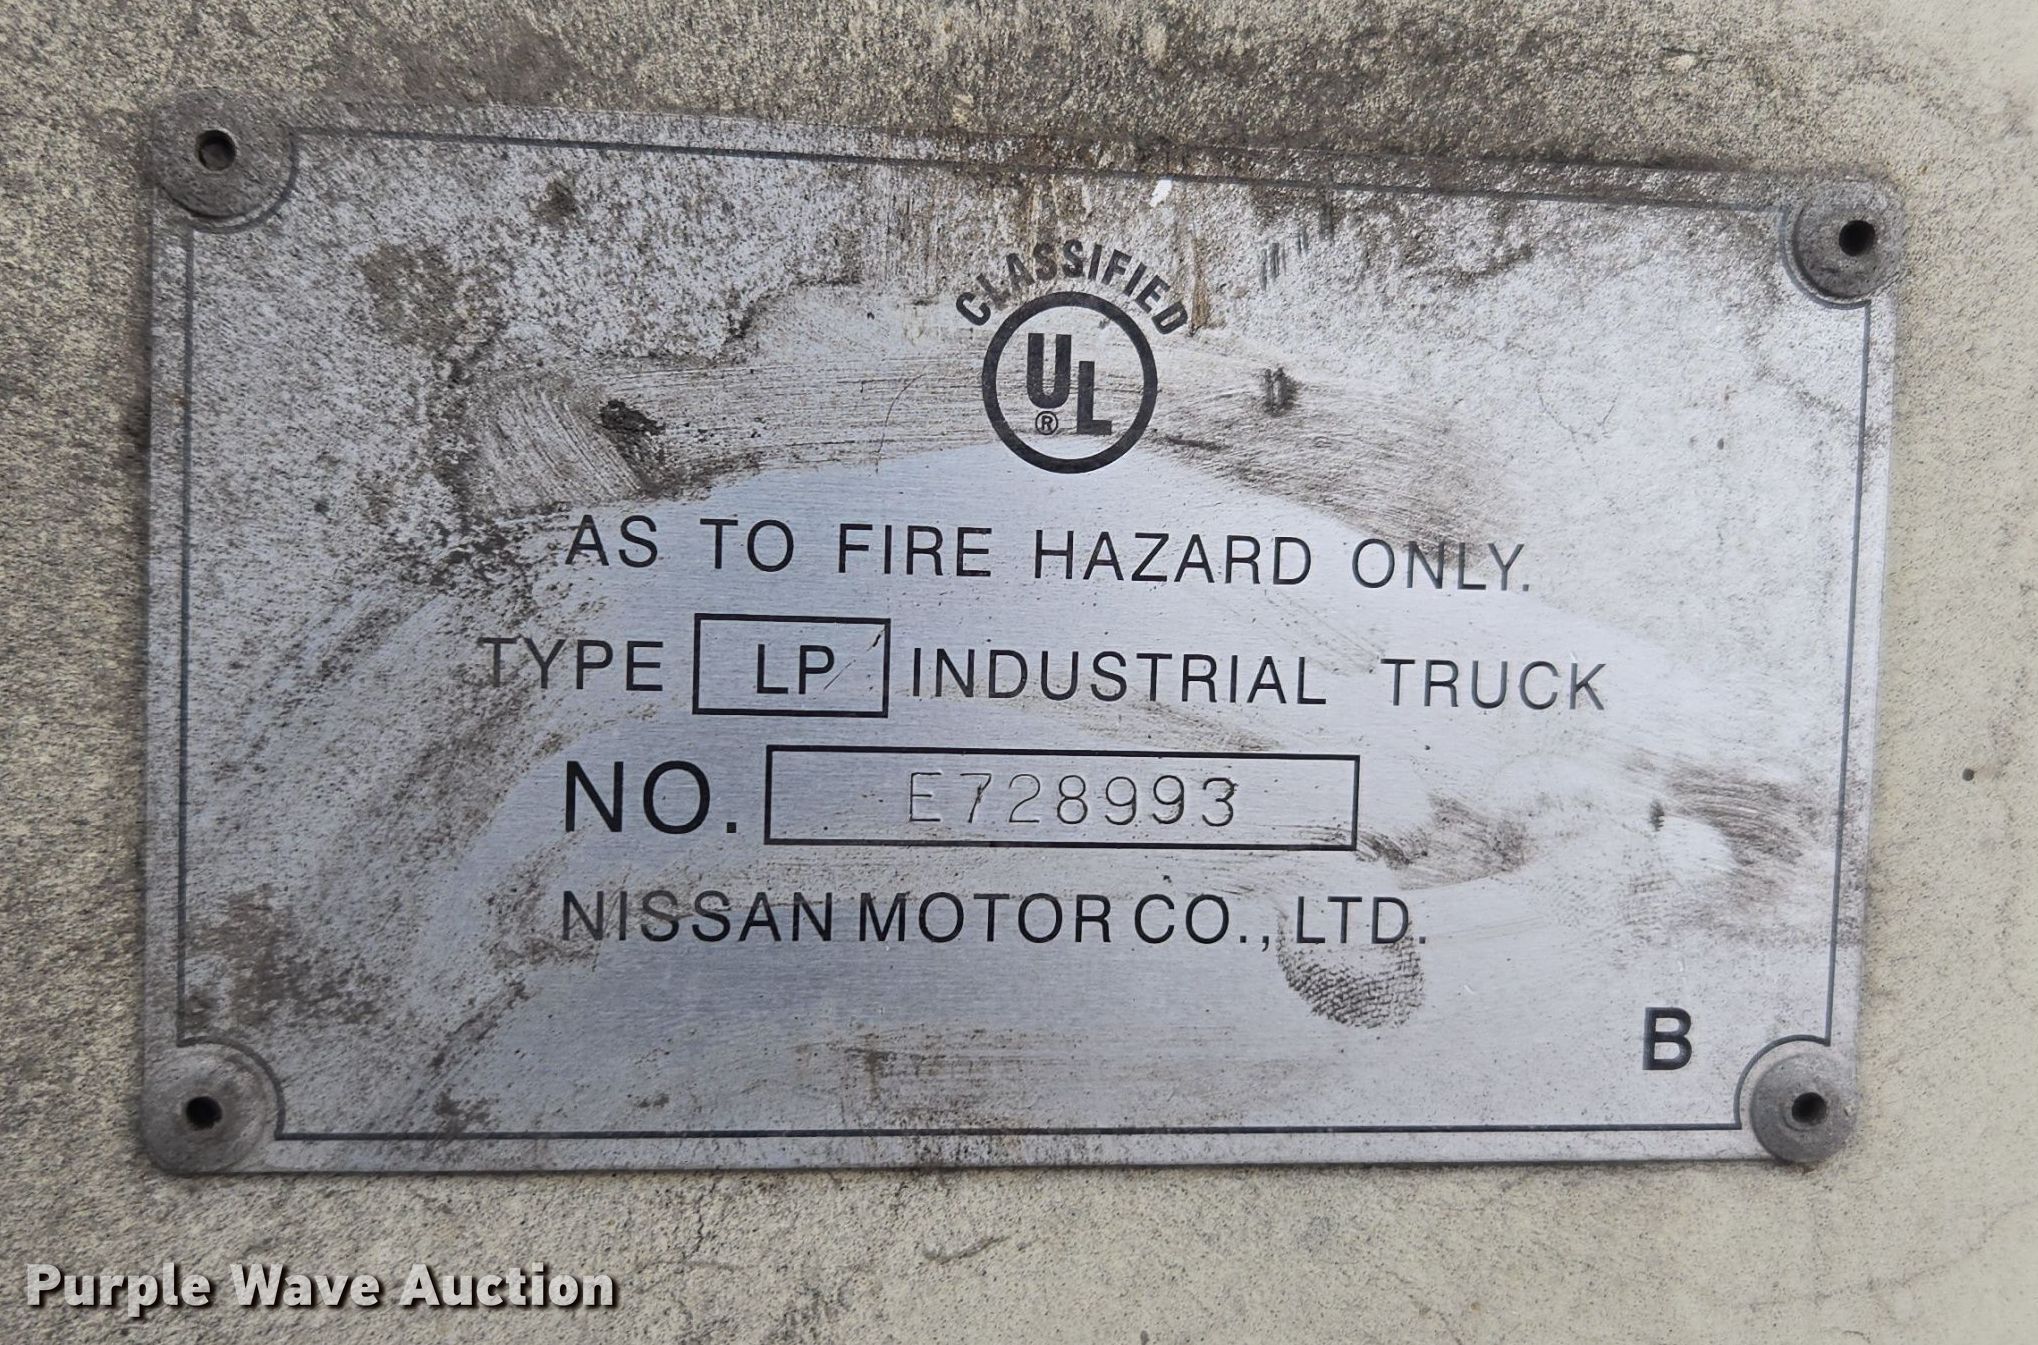 CLASSIFIED
UL
®
AS TO FIRE HAZARD ONLY.
TYPE LP INDUSTRIAL TRUCK
NO. E728993
NISSAN MOTOR CO., LTD.
B
Purple Wave Auction